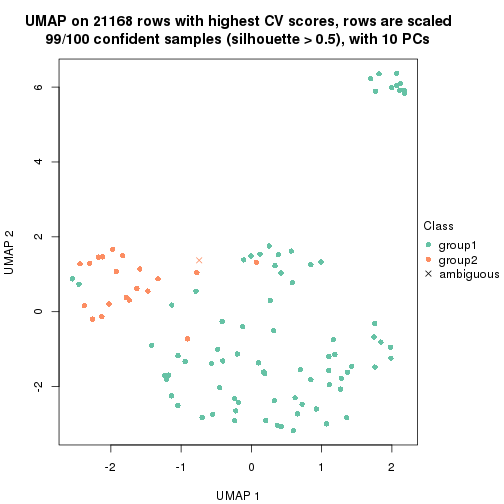 UMAP on 21168 rows with highest CV scores, rows are scaled
99/100 confident samples (silhouette > 0.5), with 10 PCs
6
4
2
0
-2
UMAP 2
-2
-1
0
1
2
UMAP 1
Class
group1
group2
ambiguous